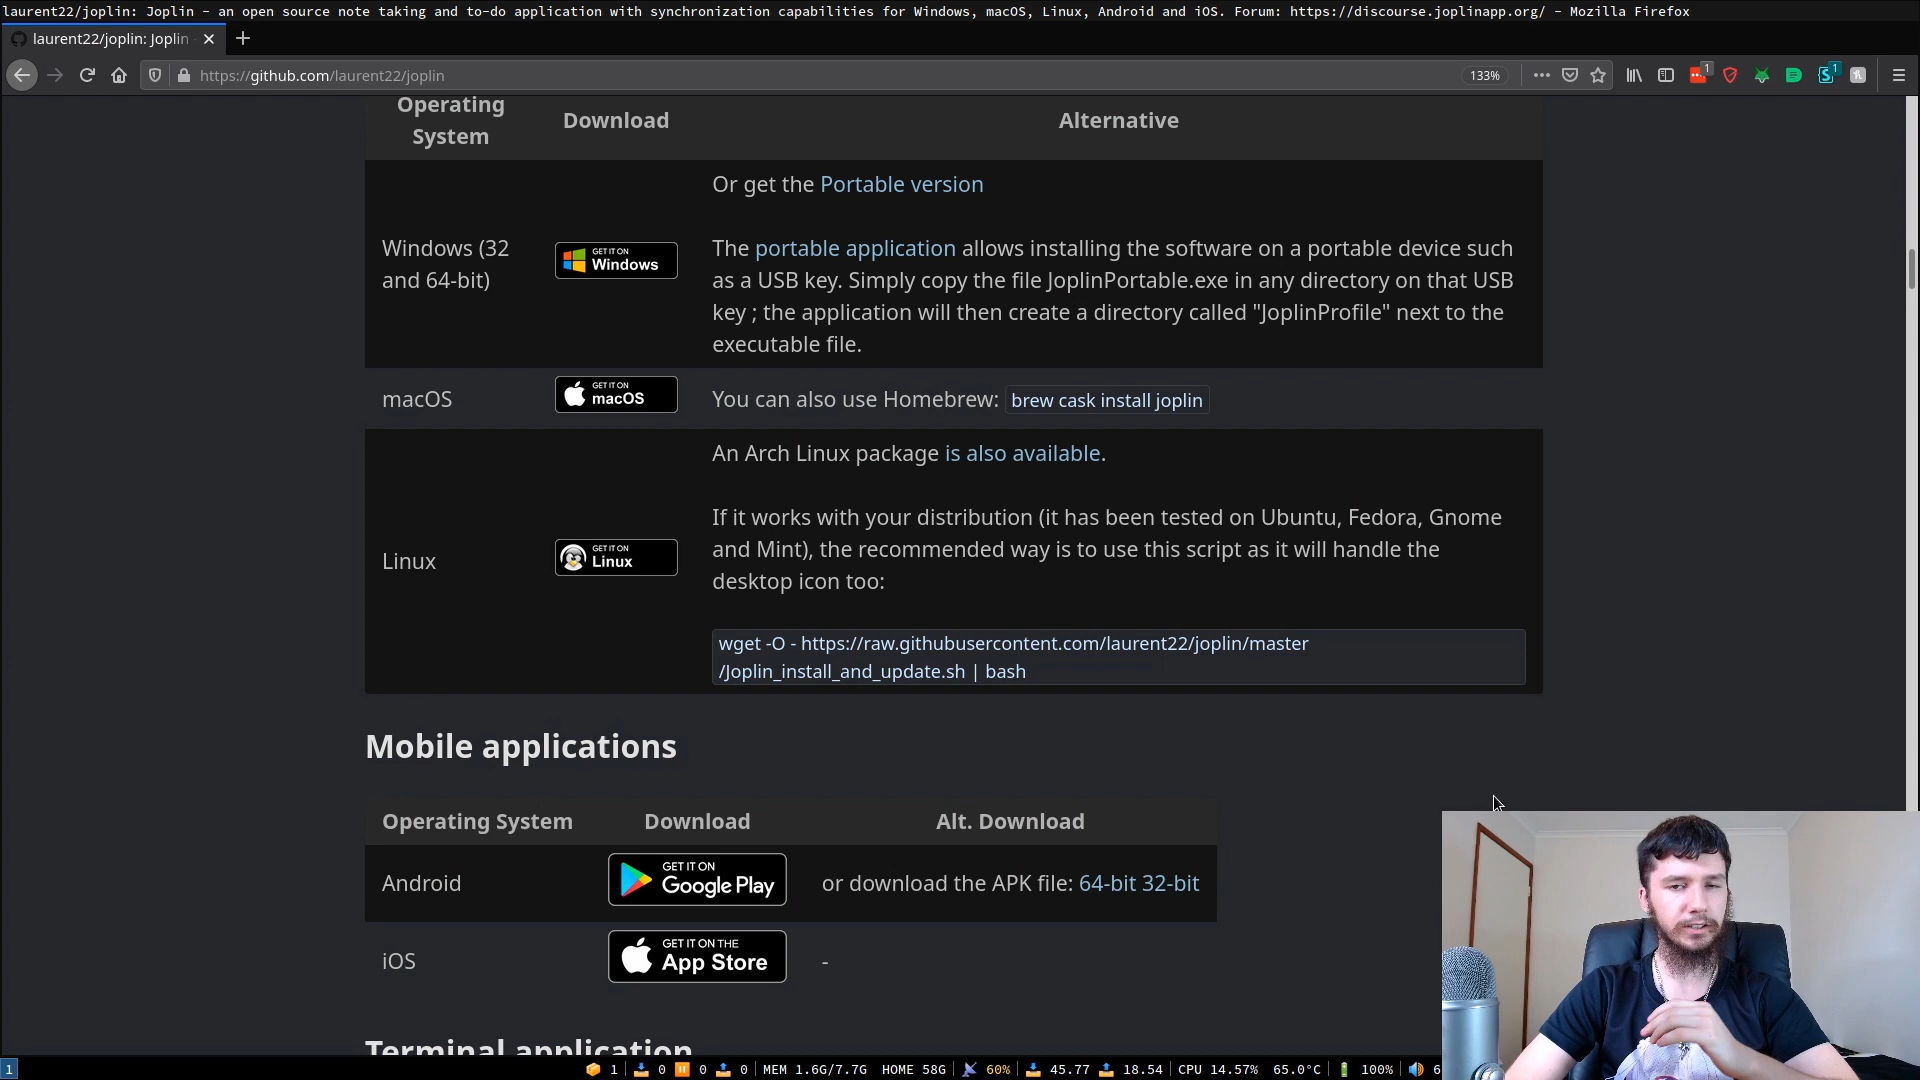 laurent22/joplin: Joplin - an open source note taking and to-do application with synchronization capabilities for Windows, macOS, Linux, Android and iOS. Forum: https://discourse.joplinapp.org/ - Mozilla Firefox
laurent22/joplin: Joplin
https://github.com/laurent22/joplin
133%
1
1
Operating System
Download
Alternative
Or get the Portable version
Windows (32 and 64-bit)
GET IT ON
Windows
The portable application allows installing the software on a portable device such
as a USB key. Simply copy the file JoplinPortable.exe in any directory on that USB
key ; the application will then create a directory called "JoplinProfile" next to the
executable file.
macOS
GET IT ON
macOS
You can also use Homebrew: brew cask install joplin
An Arch Linux package is also available.
Linux
GET IT ON
Linux
If it works with your distribution (it has been tested on Ubuntu, Fedora, Gnome
and Mint), the recommended way is to use this script as it will handle the
desktop icon too:
wget -O - https://raw.githubusercontent.com/laurent22/joplin/master
/Joplin_install_and_update.sh | bash
Mobile applications
Operating System
Download
Alt. Download
Android
GET IT ON
Google Play
or download the APK file: 64-bit 32-bit
iOS
GET IT ON THE
App Store
-
Terminal application
1
1 | 0 0 0 | MEM 1.6G/7.7G HOME 58G | 60% | 45.77 18.54 | CPU 14.57% 65.0°C | 100% | 6